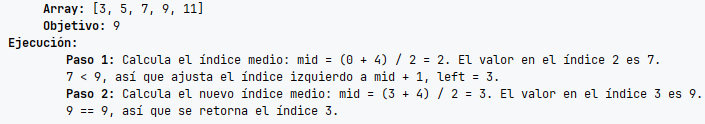 Array: [3, 5, 7, 9, 11]
Objetivo: 9
Ejecución:
Paso 1: Calcula el índice medio: mid = (0 + 4) / 2 = 2. El valor en el índice 2 es 7.
7 < 9, así que ajusta el índice izquierdo a mid + 1, left = 3.
Paso 2: Calcula el nuevo índice medio: mid = (3 + 4) / 2 = 3. El valor en el índice 3 es 9.
9 == 9, así que se retorna el índice 3.